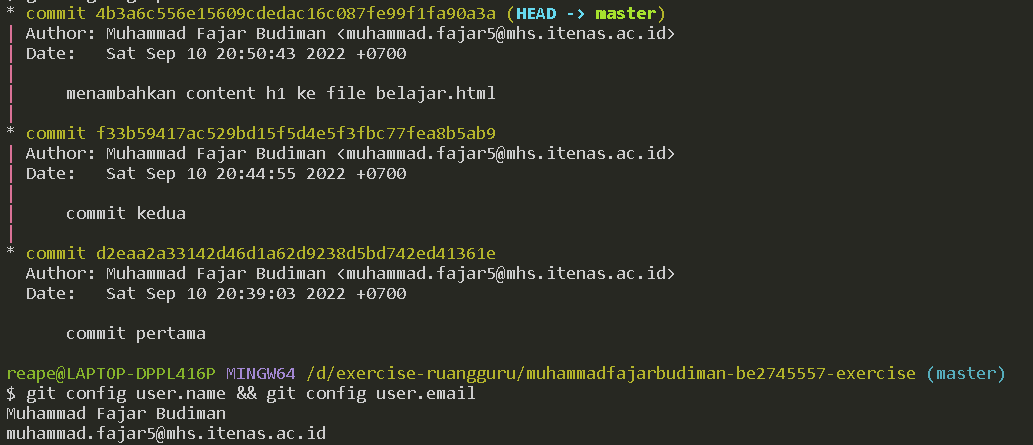 * commit 4b3a6c556e15609cdedac16c087fe99f1fa90a3a (HEAD -> master)
| Author: Muhammad Fajar Budiman <muhammad.fajar5@mhs.itenas.ac.id>
| Date:   Sat Sep 10 20:50:43 2022 +0700
|
|     menambahkan content h1 ke file belajar.html
|
* commit f33b59417ac529bd15f5d4e5f3fbc77fea8b5ab9
| Author: Muhammad Fajar Budiman <muhammad.fajar5@mhs.itenas.ac.id>
| Date:   Sat Sep 10 20:44:55 2022 +0700
|
|     commit kedua
|
* commit d2eaa2a33142d46d1a62d9238d5bd742ed41361e
  Author: Muhammad Fajar Budiman <muhammad.fajar5@mhs.itenas.ac.id>
  Date:   Sat Sep 10 20:39:03 2022 +0700

      commit pertama

reape@LAPTOP-DPPL416P MINGW64 /d/exercise-ruangguru/muhammadfajarbudiman-be2745557-exercise (master)
$ git config user.name && git config user.email
Muhammad Fajar Budiman
muhammad.fajar5@mhs.itenas.ac.id